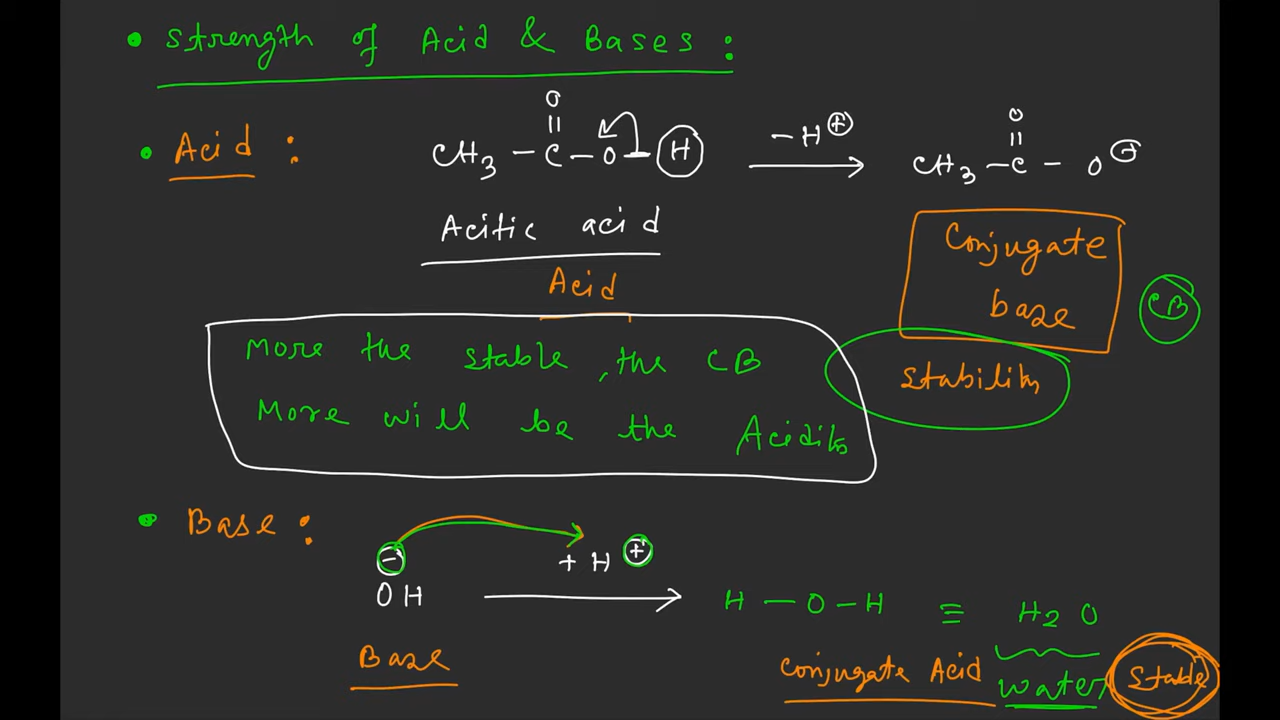 • Strength of Acid & Bases :
• Acid :
O
||
CH3 – C – O – H
– H⊕
O
||
CH3 – C – O⊖
Acitic acid
Acid
Conjugate
base
CB
Stability
More the stable, the CB
More will be the Acidity
• Base :
⊖
OH
+ H⊕
H – O – H ≡ H2O
Base
Conjugate Acid
water
Stable